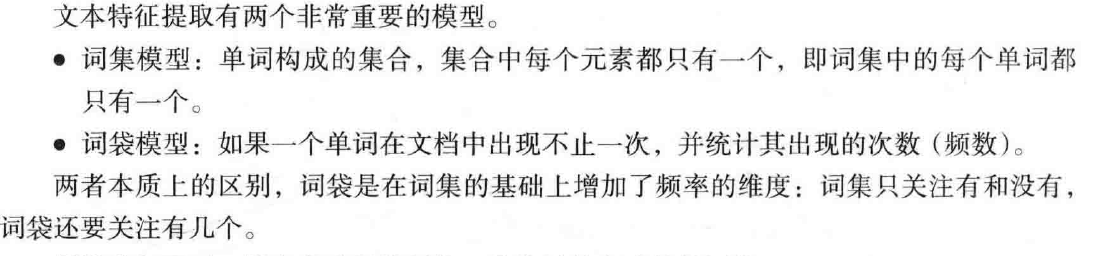 文本特征提取有两个非常重要的模型。
● 词集模型：单词构成的集合，集合中每个元素都只有一个，即词集中的每个单词都
只有一个。
● 词袋模型：如果一个单词在文档中出现不止一次，并统计其出现的次数（频数）。
两者本质上的区别，词袋是在词集的基础上增加了频率的维度：词集只关注有和没有，
词袋还要关注有几个。